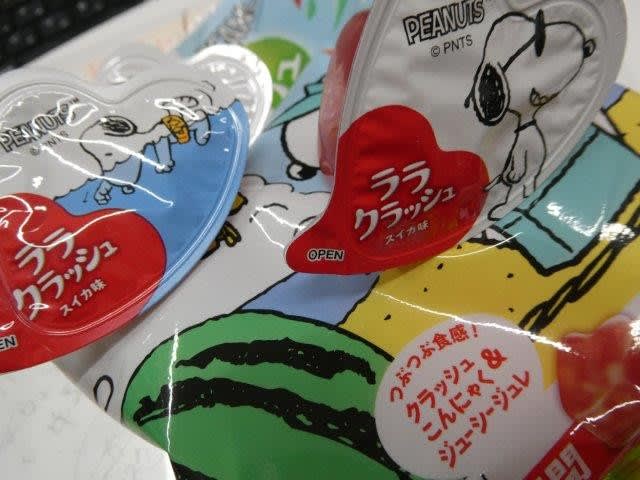 PEANUTS
© PNTS
ララ
クラッシュ
スイカ味
OPEN
PEANUTS
© PNTS
ララ
クラッシュ
スイカ味
つぶつぶ食感!
クラッシュ
こんにゃく&
ジューシージュレ